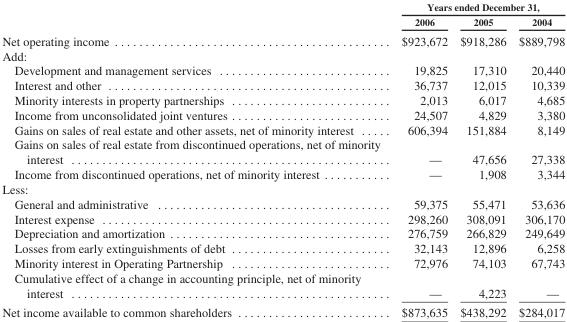 Years ended December 31,
2006 2005 2004
Net operating income . . . . . . . . . . . . . . . . . . . . . . . . . . . . . . . . . . . . . . . . . . $923,672 $918,286 $889,798
Add:
Development and management services . . . . . . . . . . . . . . . . . . . . . . . . . . 19,825 17,310 20,440
Interest and other . . . . . . . . . . . . . . . . . . . . . . . . . . . . . . . . . . . . . . . . 36,737 12,015 10,339
Minority interests in property partnerships . . . . . . . . . . . . . . . . . . . . . . . . 2,013 6,017 4,685
Income from unconsolidated joint ventures . . . . . . . . . . . . . . . . . . . . . . . . 24,507 4,829 3,380
Gains on sales of real estate and other assets, net of minority interest . . . . . 606,394 151,884 8,149
Gains on sales of real estate from discontinued operations, net of minority
interest . . . . . . . . . . . . . . . . . . . . . . . . . . . . . . . . . . . . . . . . . . . . . — 47,656 27,338
Income from discontinued operations, net of minority interest . . . . . . . . . . . — 1,908 3,344
Less:
General and administrative . . . . . . . . . . . . . . . . . . . . . . . . . . . . . . . . . . . 59,375 55,471 53,636
Interest expense . . . . . . . . . . . . . . . . . . . . . . . . . . . . . . . . . . . . . . . . . 298,260 308,091 306,170
Depreciation and amortization . . . . . . . . . . . . . . . . . . . . . . . . . . . . . . . . 276,759 266,829 249,649
Losses from early extinguishments of debt . . . . . . . . . . . . . . . . . . . . . . . . 32,143 12,896 6,258
Minority interest in Operating Partnership . . . . . . . . . . . . . . . . . . . . . . . . 72,976 74,103 67,743
Cumulative effect of a change in accounting principle, net of minority
interest . . . . . . . . . . . . . . . . . . . . . . . . . . . . . . . . . . . . . . . . . . . . . — 4,223 —
Net income available to common shareholders . . . . . . . . . . . . . . . . . . . . . . . $873,635 $438,292 $284,017